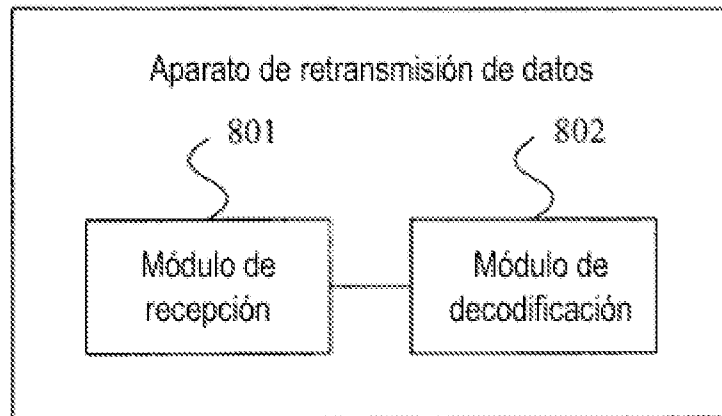 Aparato de retransmisión de datos
801
802
Módulo de
recepción
Módulo de
decodificación